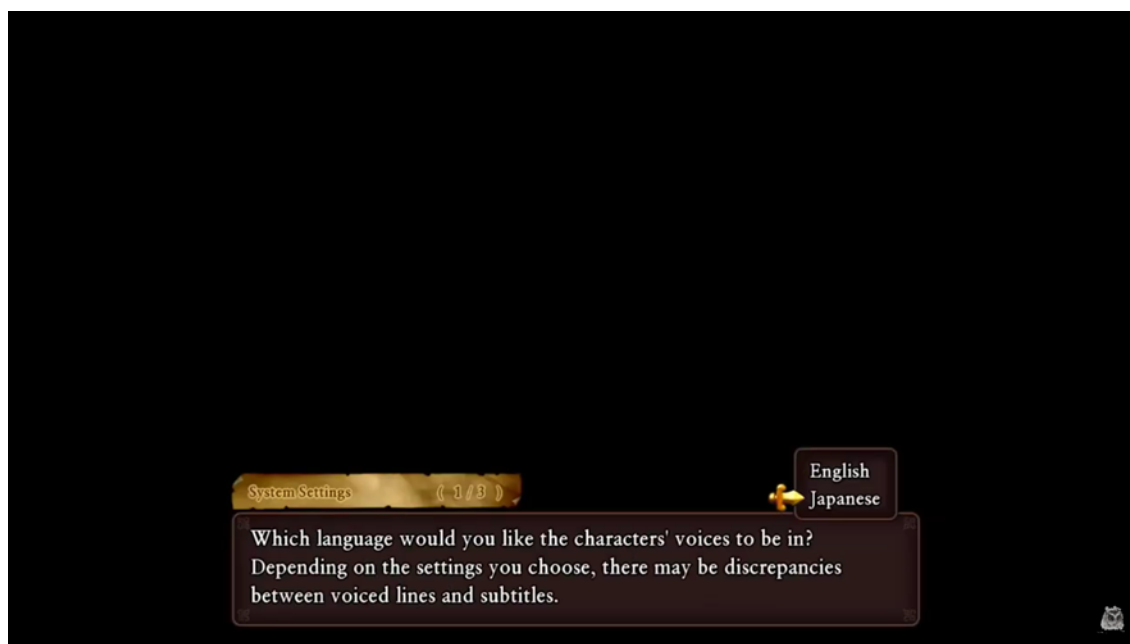 English
Japanese
System Settings ( 1 / 3 )
Which language would you like the characters' voices to be in?
Depending on the settings you choose, there may be discrepancies
between voiced lines and subtitles.